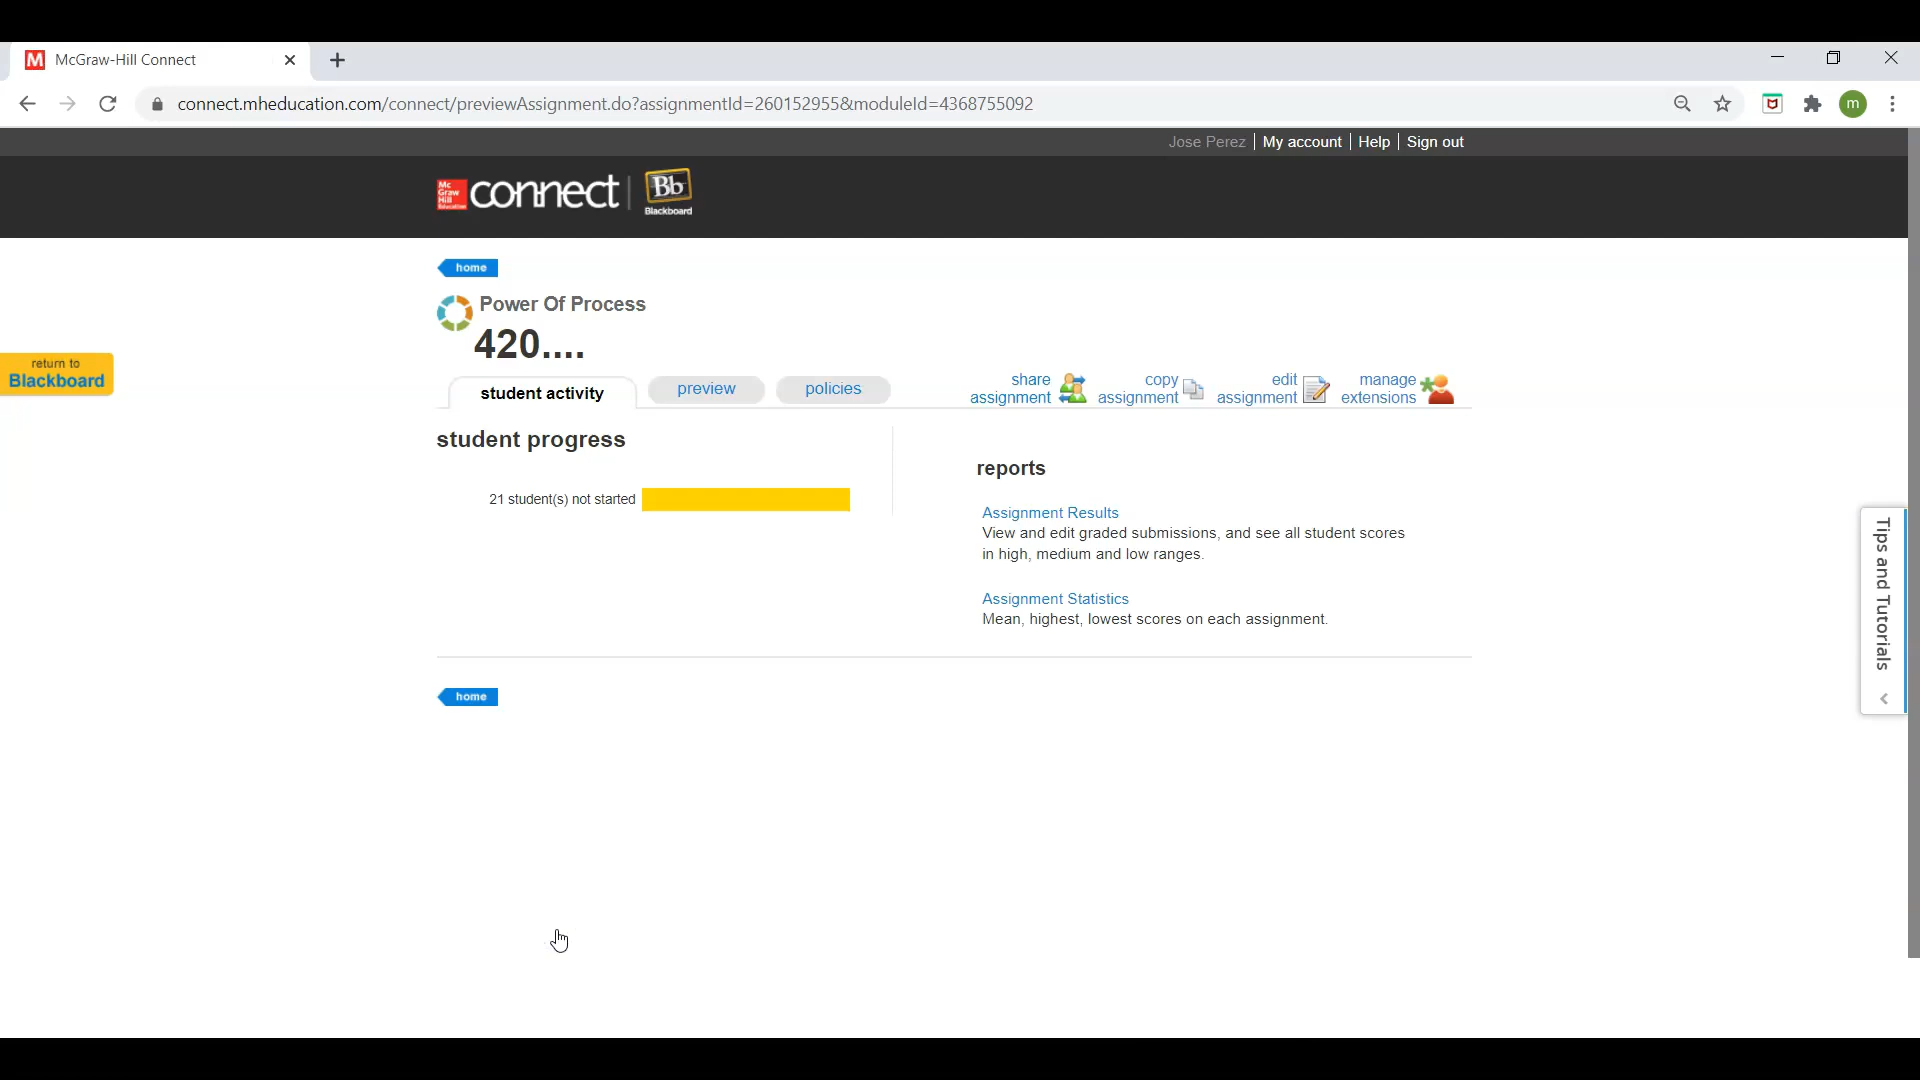 McGraw-Hill Connect
connect.mheducation.com/connect/previewAssignment.do?assignmentId=260152955&moduleId=4368755092
m
Jose Perez | My account | Help | Sign out
Mc Graw Hill Education connect | Bb Blackboard
home
Power Of Process
420....
return to
Blackboard
student activity preview policies share assignment copy assignment edit assignment manage extensions
student progress
reports
21 student(s) not started
Assignment Results
View and edit graded submissions, and see all student scores
in high, medium and low ranges.
Assignment Statistics
Mean, highest, lowest scores on each assignment.
Tips and Tutorials
home